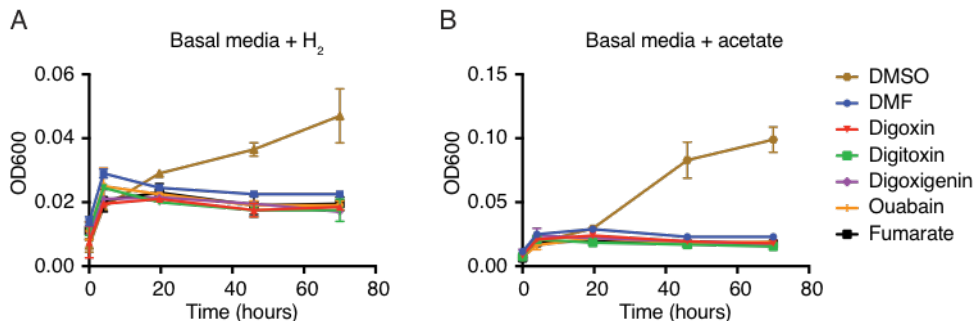 A
Basal media + H2
OD600
0.06
0.04
0.02
0.00
0 20 40 60 80
Time (hours)
B
Basal media + acetate
OD600
0.15
0.10
0.05
0.00
0 20 40 60 80
Time (hours)
DMSO
DMF
Digoxin
Digitoxin
Digoxigenin
Ouabain
Fumarate